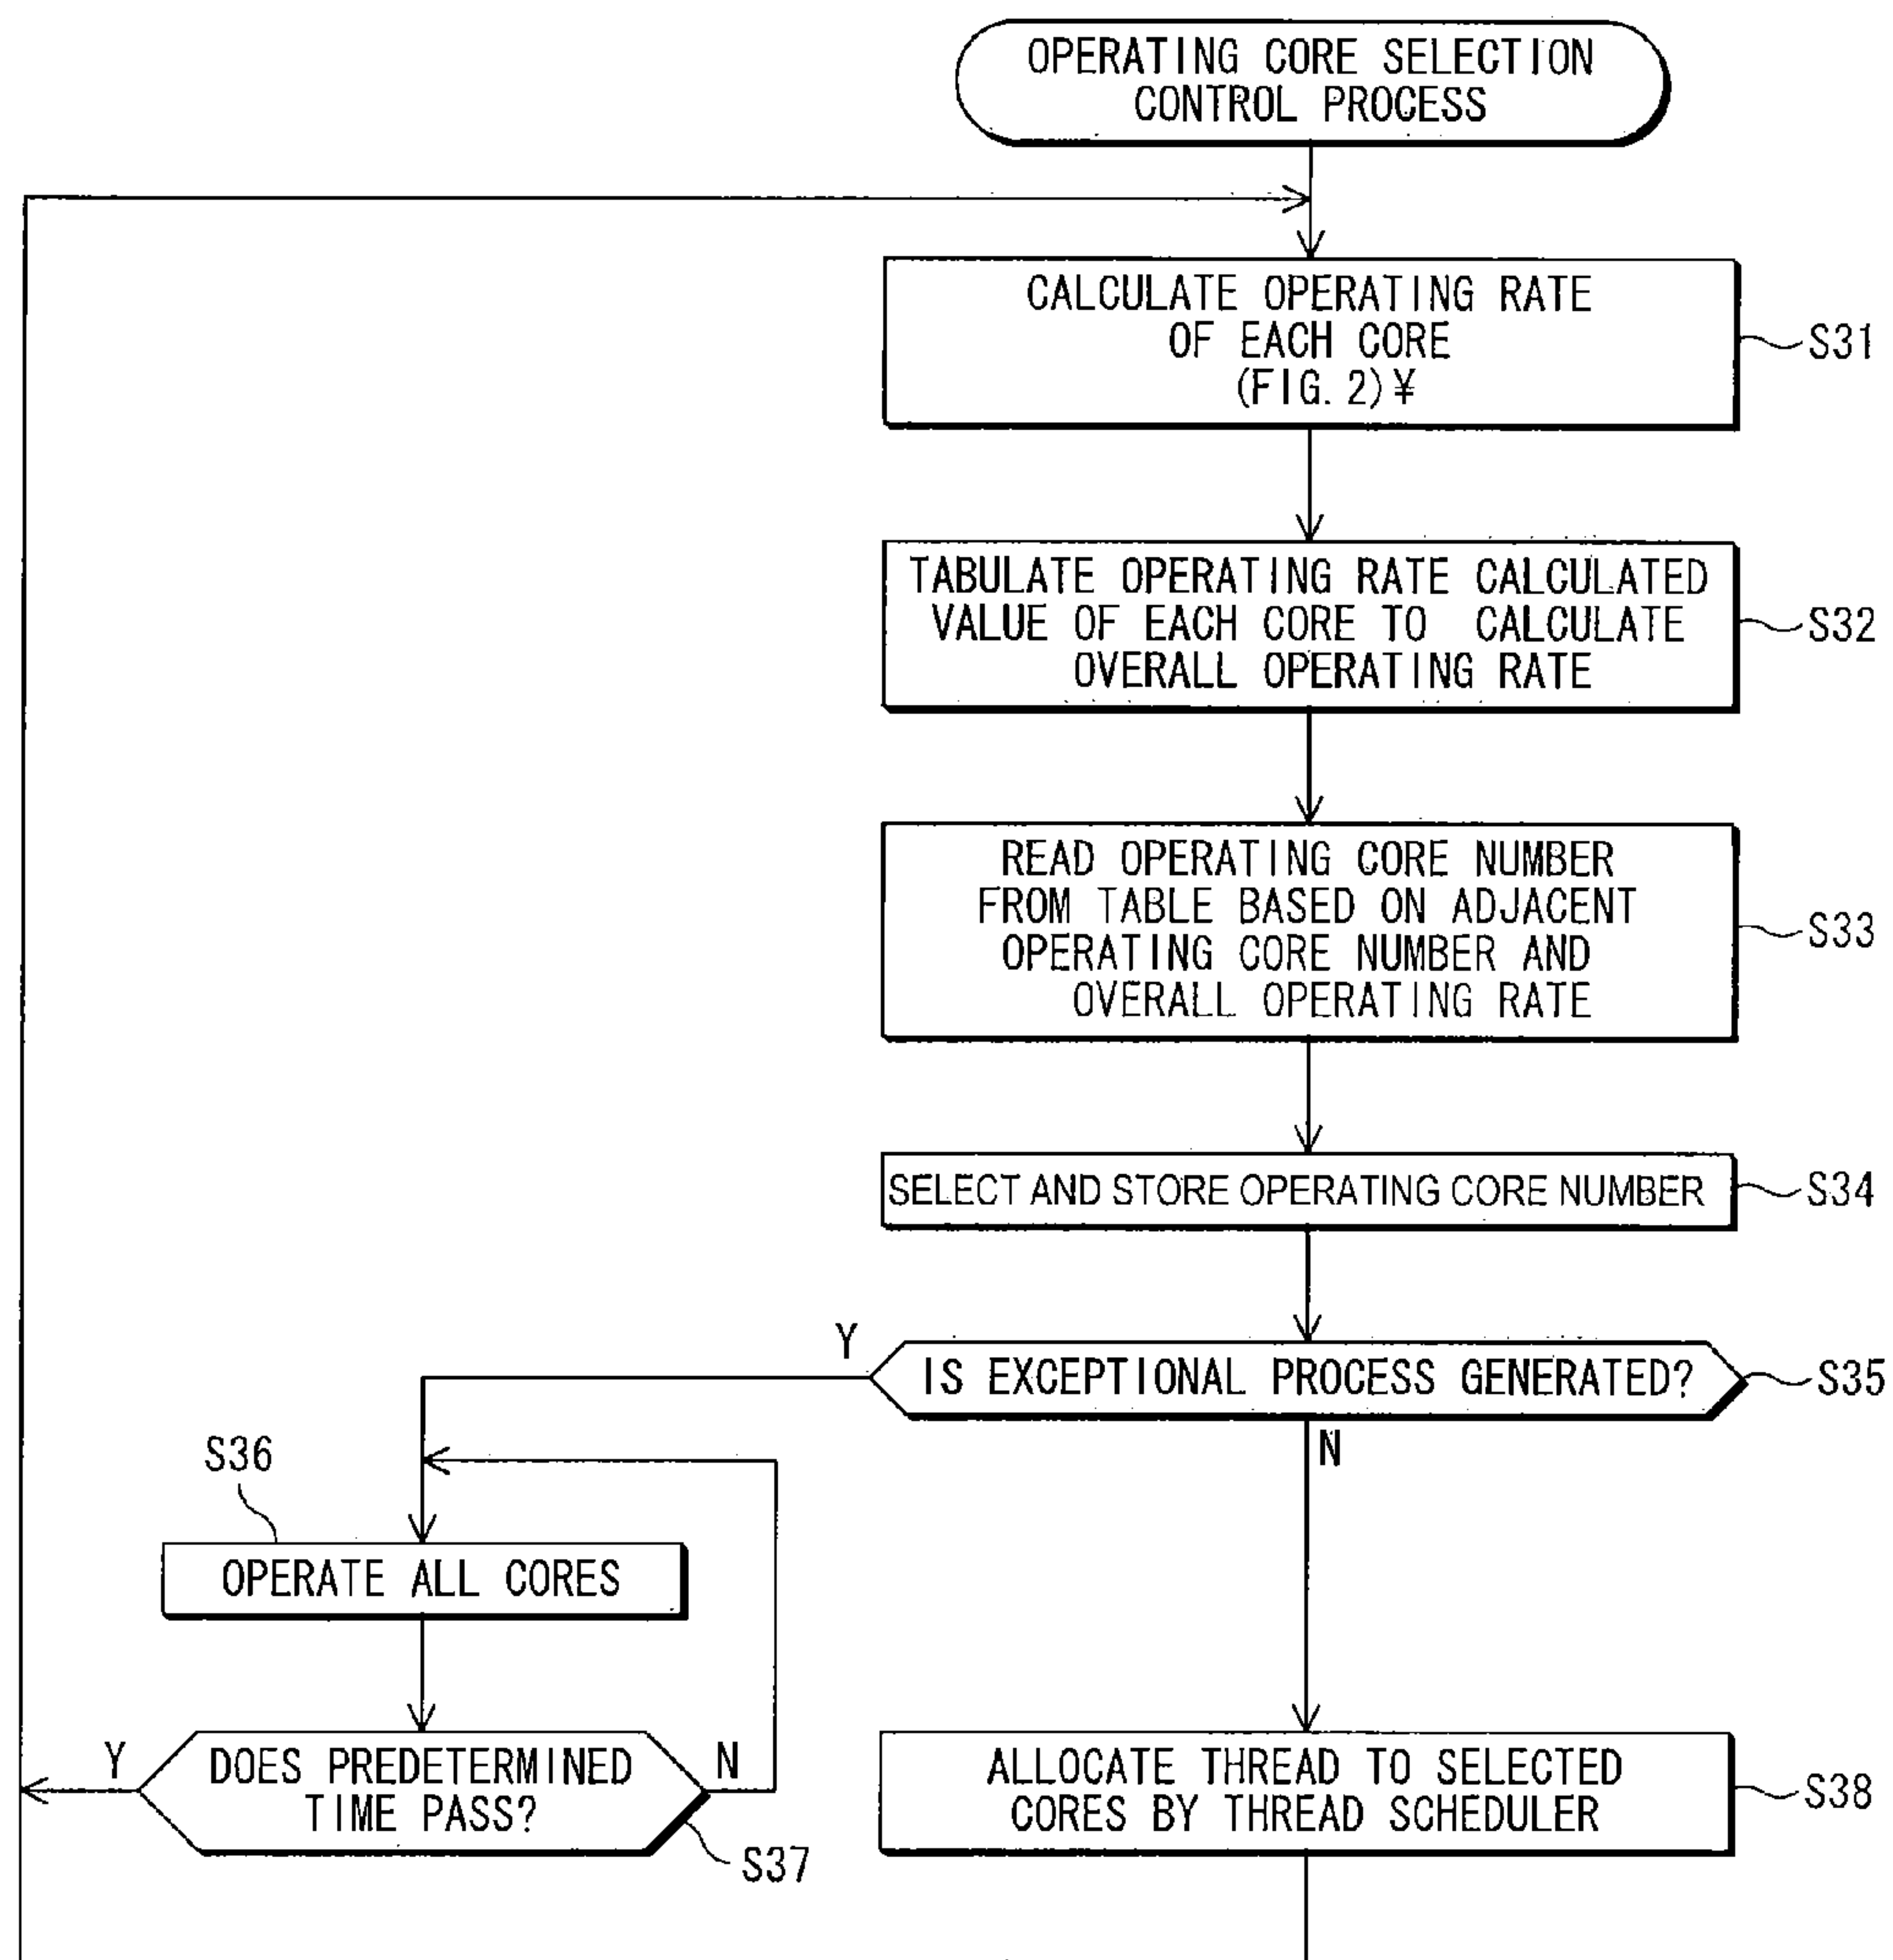 OPERATING CORE SELECTION
CONTROL PROCESS
CALCULATE OPERATING RATE
OF EACH CORE
(FIG. 2)¥
S31
TABULATE OPERATING RATE CALCULATED
VALUE OF EACH CORE TO CALCULATE
OVERALL OPERATING RATE
S32
READ OPERATING CORE NUMBER
FROM TABLE BASED ON ADJACENT
OPERATING CORE NUMBER AND
OVERALL OPERATING RATE
S33
SELECT AND STORE OPERATING CORE NUMBER
S34
Y
IS EXCEPTIONAL PROCESS GENERATED?
S35
N
S36
OPERATE ALL CORES
Y
DOES PREDETERMINED
TIME PASS?
N
S37
ALLOCATE THREAD TO SELECTED
CORES BY THREAD SCHEDULER
S38